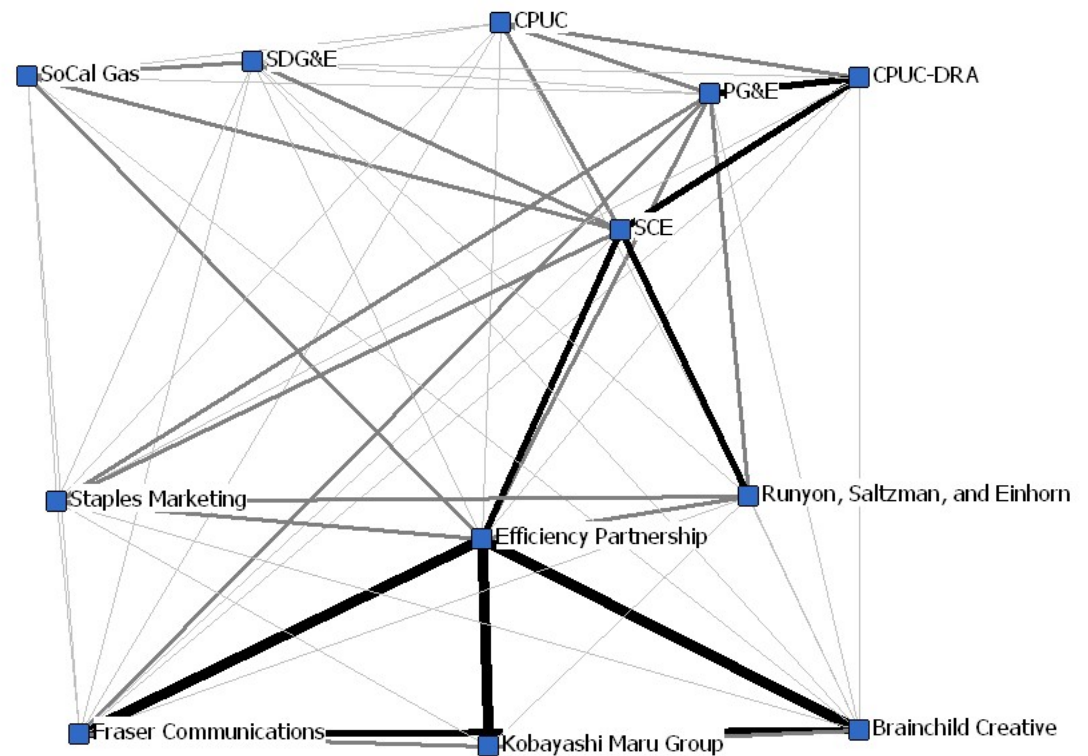 CPUC
SDG&E
SoCal Gas
CPUC-DRA
PG&E
SCE
Runyon, Saltzman, and Einhorn
Staples Marketing
Efficiency Partnership
Brainchild Creative
Fraser Communications
Kobayashi Maru Group